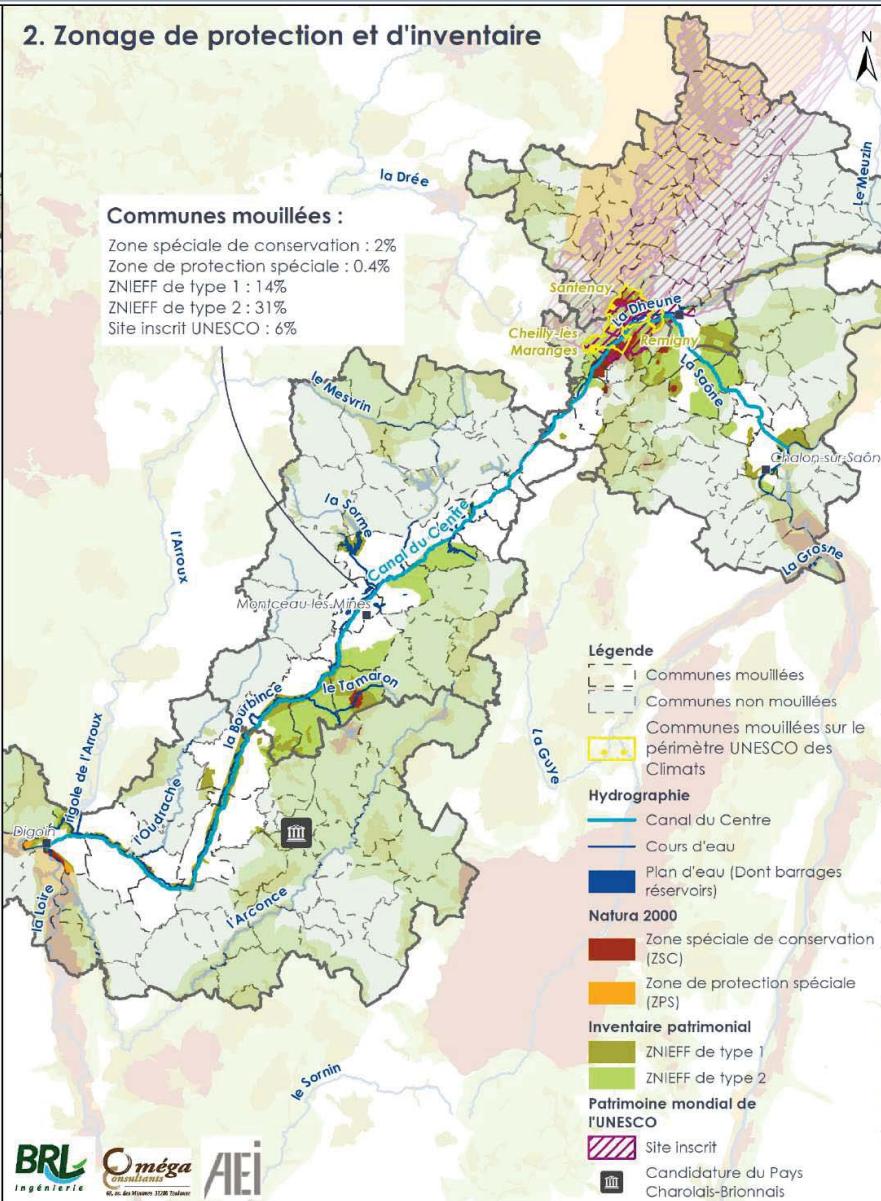 2. Zonage de protection et d'inventaire
N
la Drée
Le Meuzin
Communes mouillées :
Zone spéciale de conservation : 2%
Zone de protection spéciale : 0.4%
ZNIEFF de type 1 : 14%
ZNIEFF de type 2 : 31%
Site inscrit UNESCO : 6%
Santenay
la Dheune
Cheilly-les
Maranges
Remigny
La Saône
le Mesvrin
Chalon-sur-Saôn
la Sorme
Canal du Centre
l'Arroux
La Grosne
Montceau-les-Mines
le Tamaron
la Bourbince
La Guye
rigole de l'Arroux
l'Oudrache
Digoin
l'Arconce
la Loire
le Sornin
Légende
Communes mouillées
Communes non mouillées
Communes mouillées sur le
périmètre UNESCO des
Climats
Hydrographie
Canal du Centre
Cours d'eau
Plan d'eau (Dont barrages
réservoirs)
Natura 2000
Zone spéciale de conservation
(ZSC)
Zone de protection spéciale
(ZPS)
Inventaire patrimonial
ZNIEFF de type 1
ZNIEFF de type 2
Patrimoine mondial de
l'UNESCO
Site inscrit
Candidature du Pays
Charolais-Brionnais
BRL
Ingénierie
Oméga
Consultants
AEI